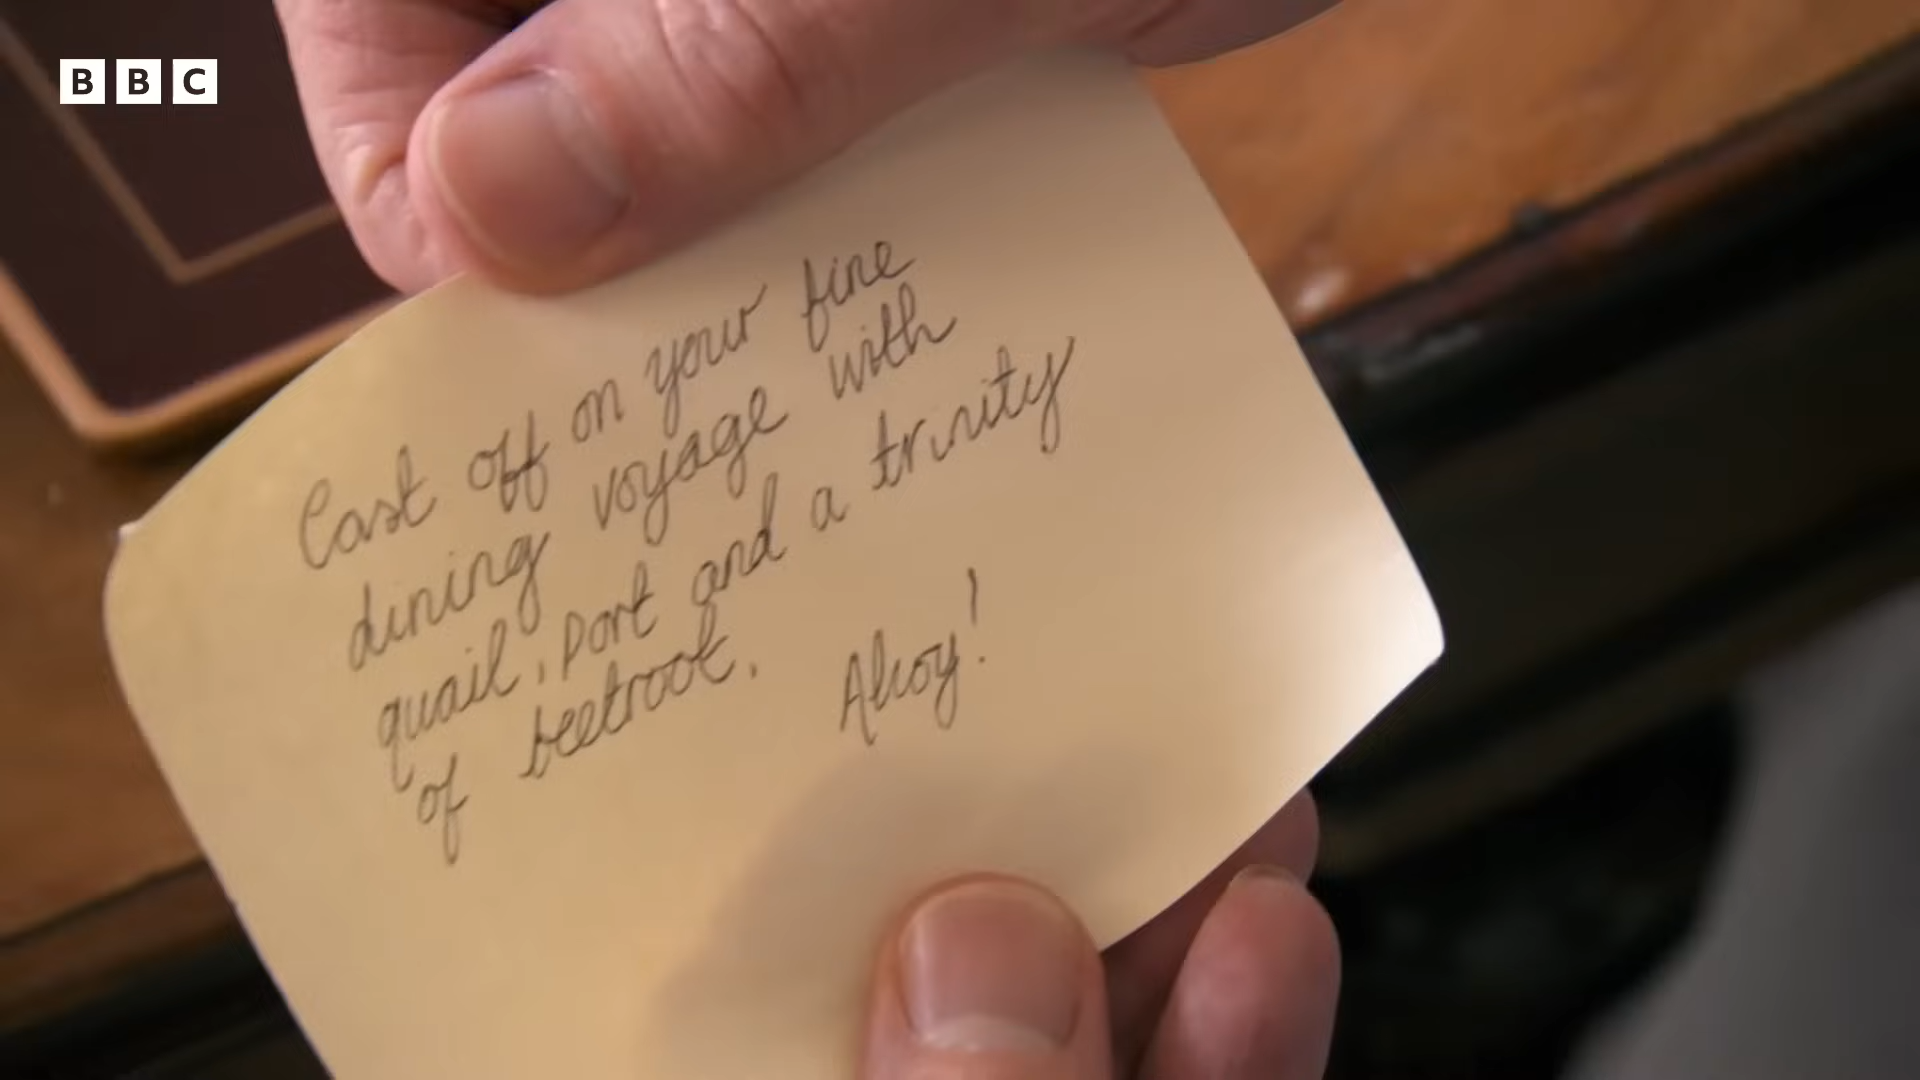 BBC
Cast off on your fine
dining voyage with
quail, port and a trinity
of beetroot.
Ahoy!